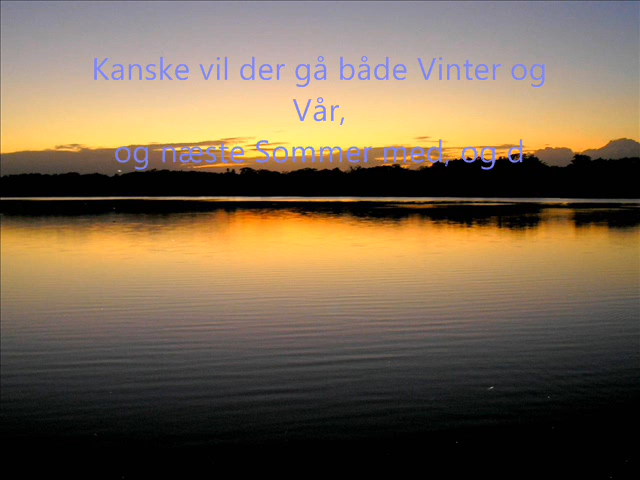 Kanske vil der gå både Vinter og
Vår,
og næste Sommer med, og d